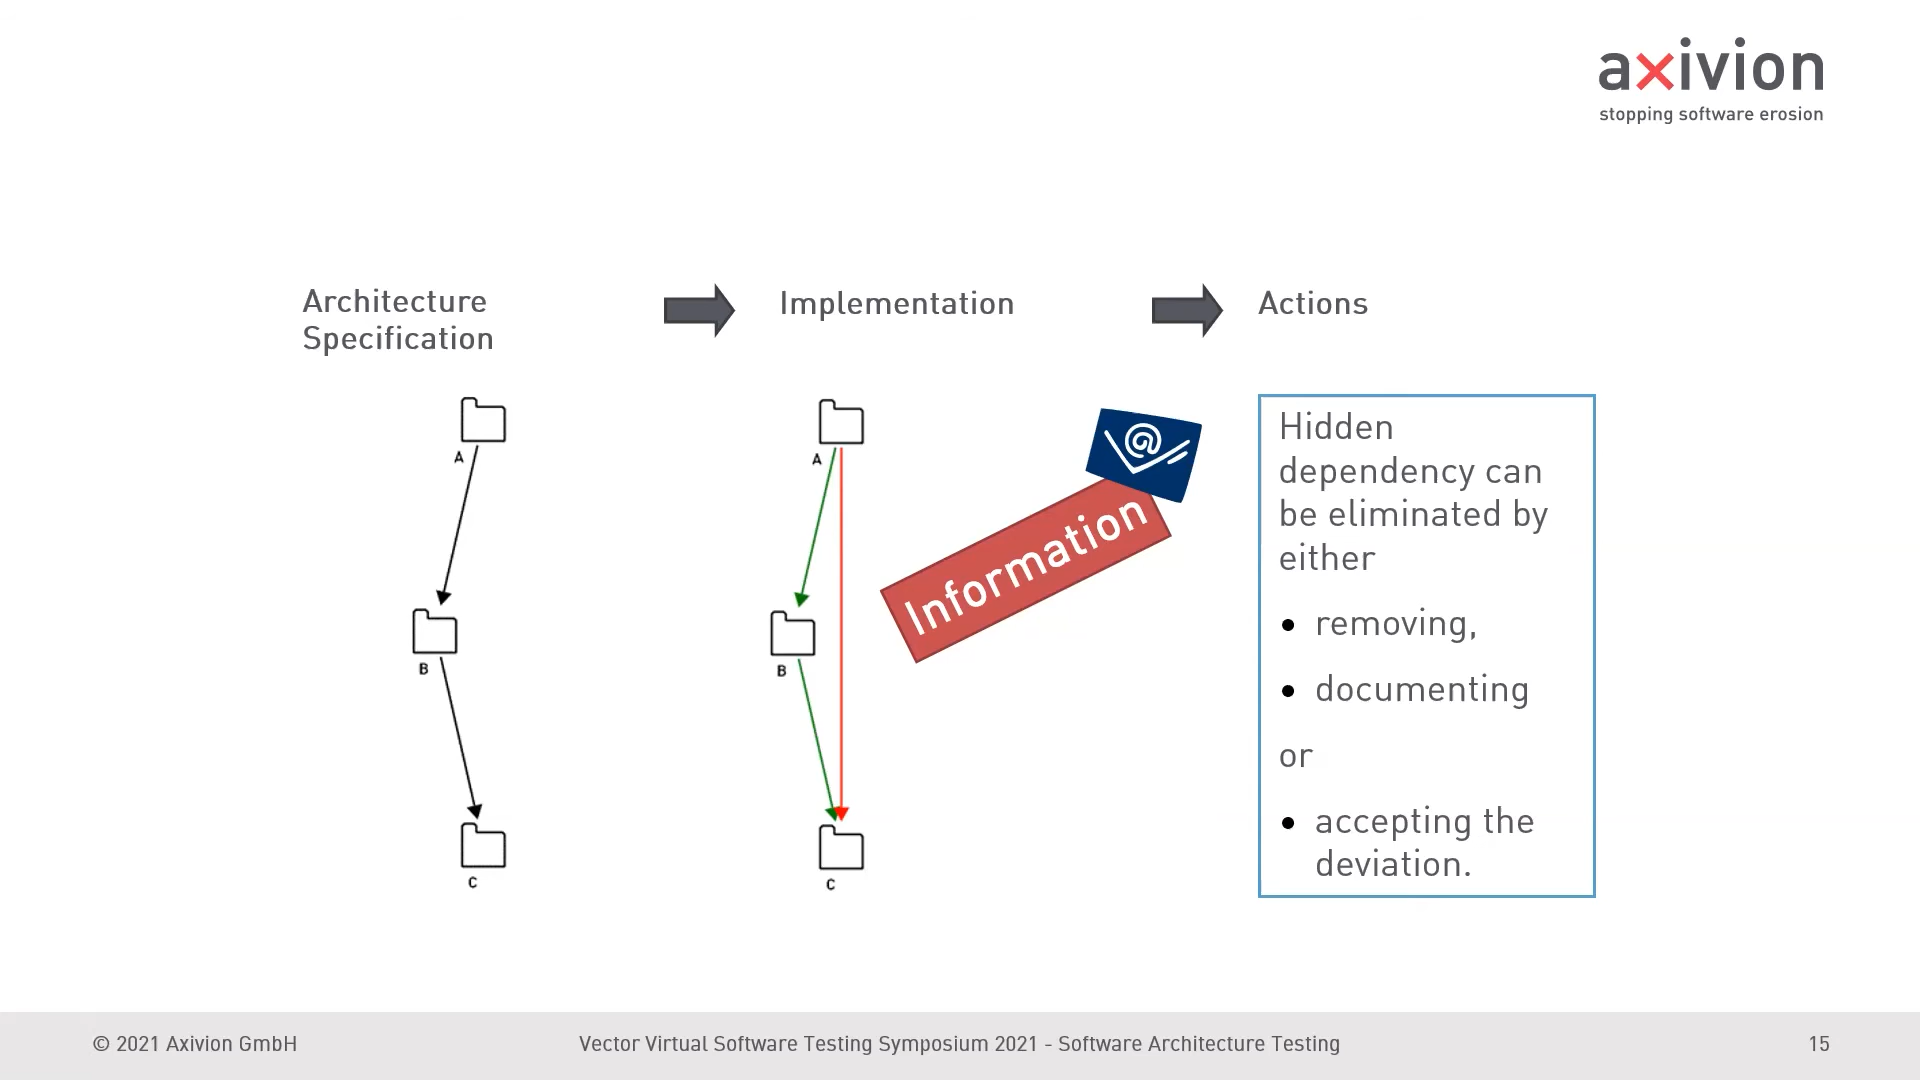 axivion
stopping software erosion
Architecture
Specification
Implementation
Actions
A
B
C
A
B
C
Information
Hidden
dependency can
be eliminated by
either
• removing,
• documenting
or
• accepting the
deviation.
© 2021 Axivion GmbH
Vector Virtual Software Testing Symposium 2021 - Software Architecture Testing
15